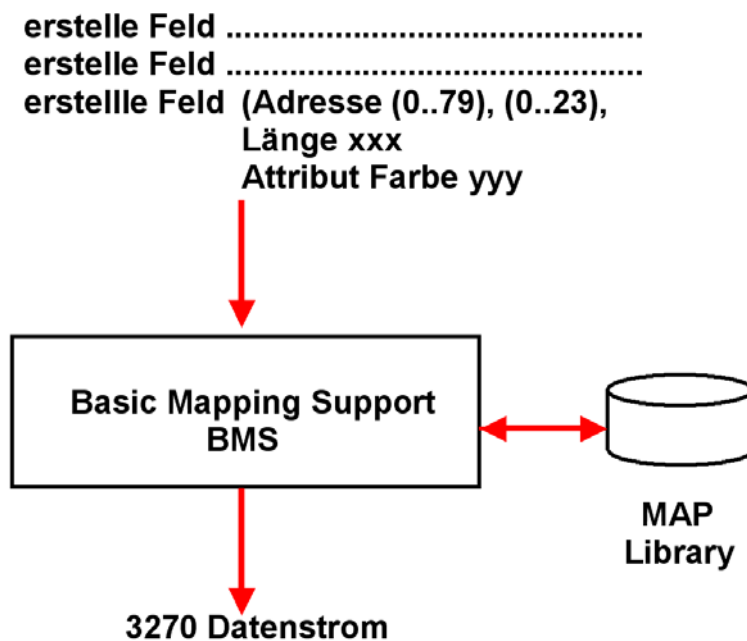 erstelle Feld ..............................................
erstelle Feld ..............................................
erstellle Feld (Adresse (0..79), (0..23),
Länge xxx
Attribut Farbe yyy
Basic Mapping Support
BMS
MAP
Library
3270 Datenstrom